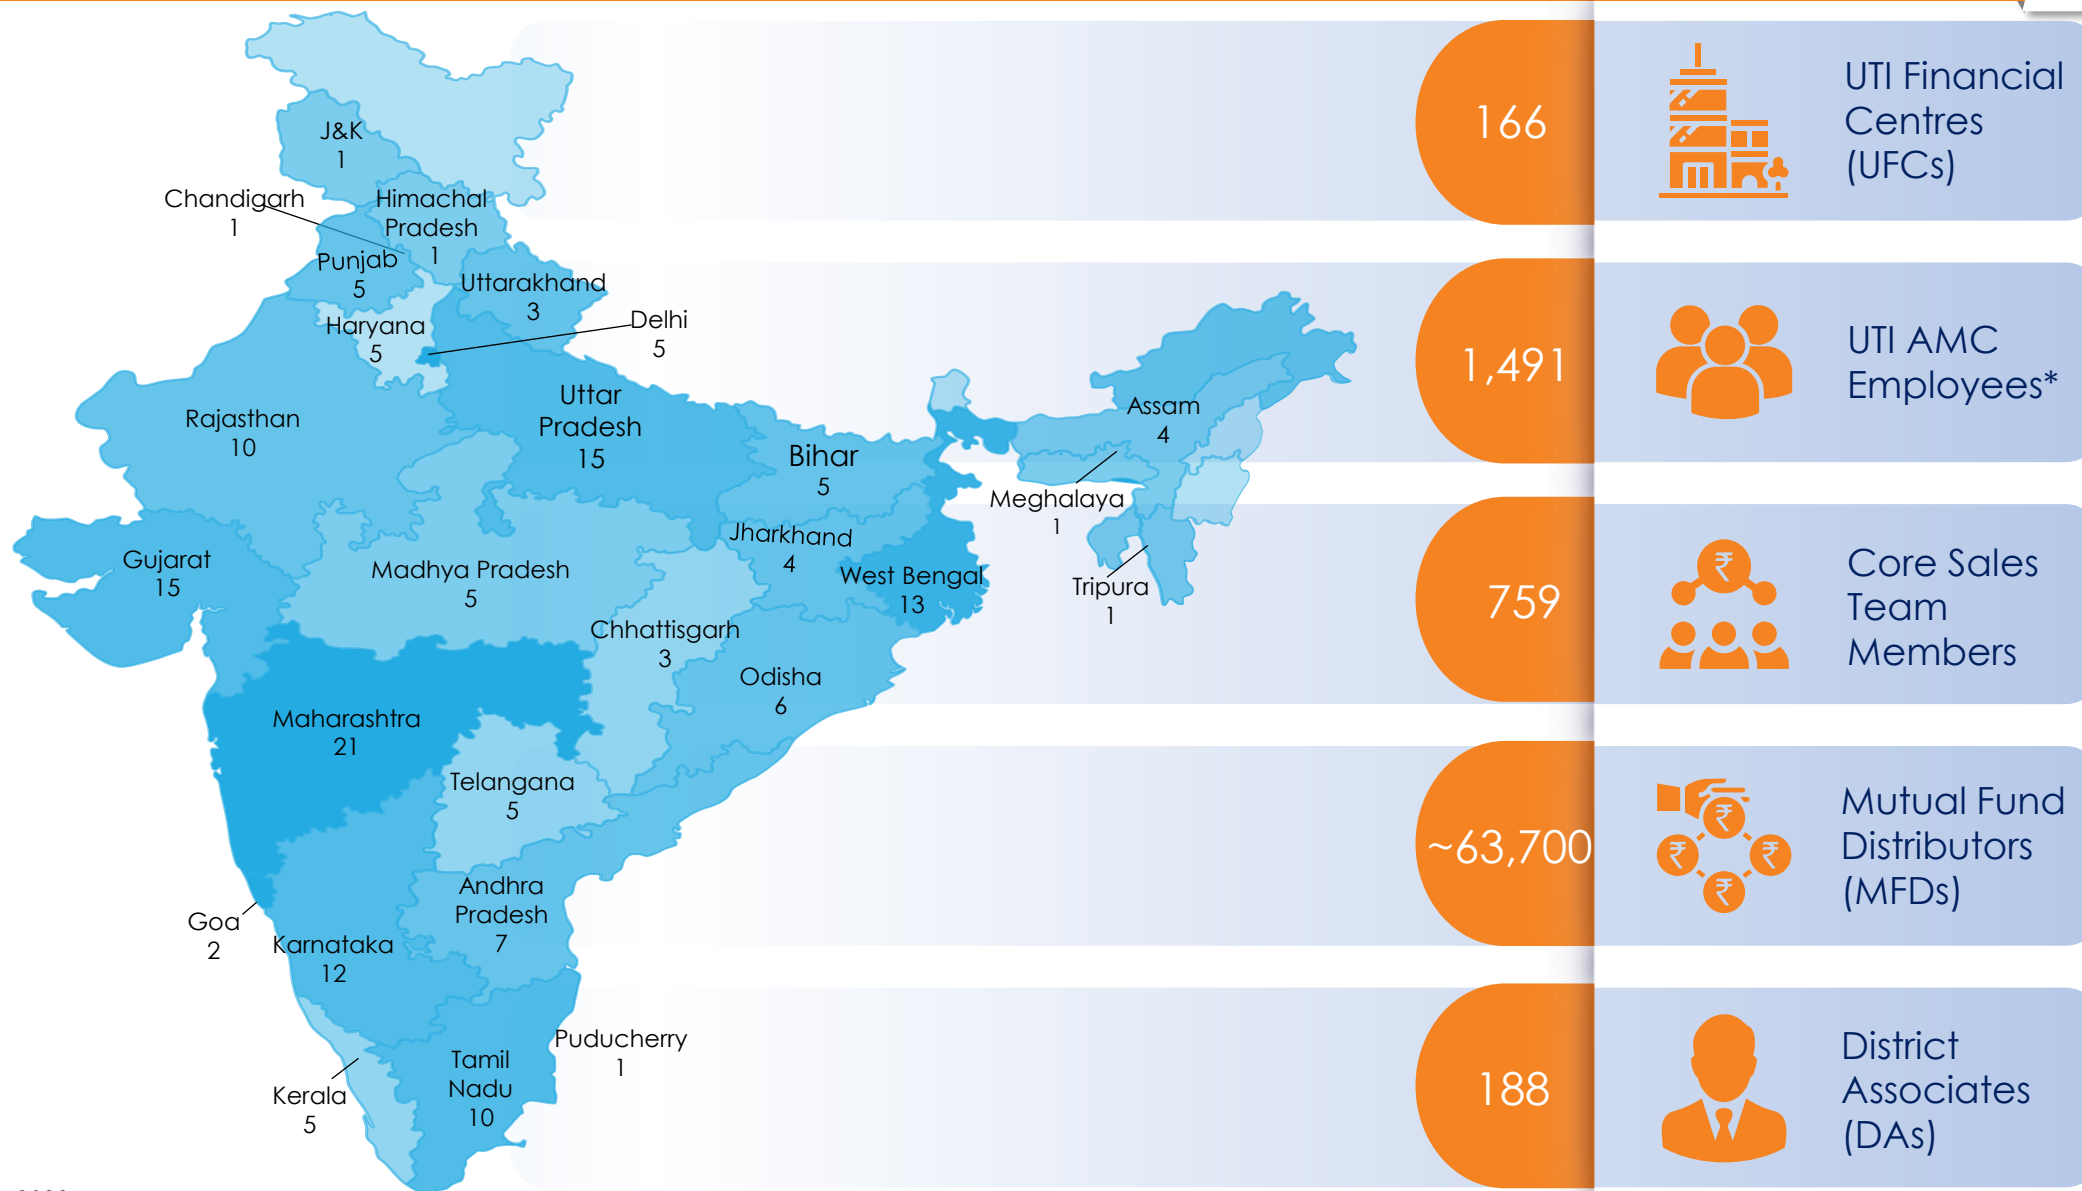 J&K
1
Chandigarh
1
Himachal
Pradesh
1
Punjab
5
Uttarakhand
3
Haryana
5
Delhi
5
Rajasthan
10
Uttar
Pradesh
15
Bihar
5
Assam
4
Meghalaya
1
Tripura
1
Gujarat
15
Madhya Pradesh
5
Jharkhand
4
West Bengal
13
Chhattisgarh
3
Odisha
6
Maharashtra
21
Telangana
5
Andhra
Pradesh
7
Goa
2
Karnataka
12
Puducherry
1
Kerala
5
Tamil
Nadu
10
166
UTI Financial
Centres
(UFCs)
1,491
UTI AMC
Employees*
759
Core Sales
Team
Members
₹
~63,700
Mutual Fund
Distributors
(MFDs)
₹
₹ ₹
₹
188
District
Associates
(DAs)